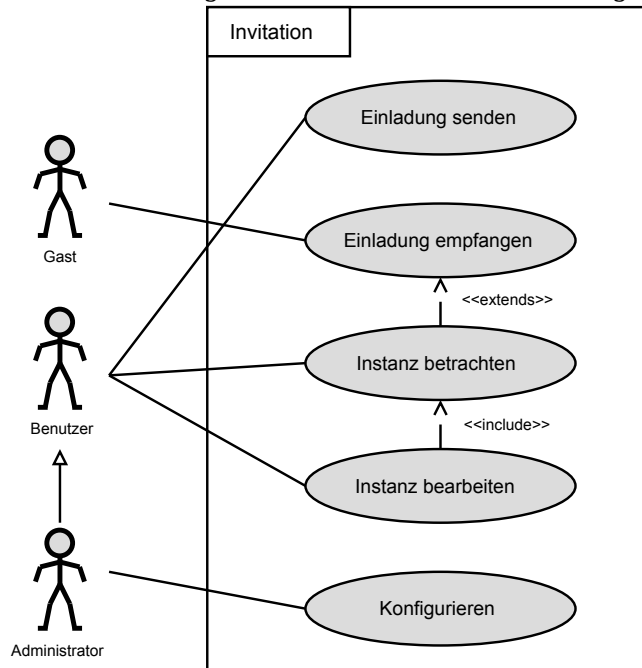 Invitation
Einladung senden
Einladung empfangen
Gast
<<extends>>
Instanz betrachten
Benutzer
<<include>>
Instanz bearbeiten
Konfigurieren
Administrator